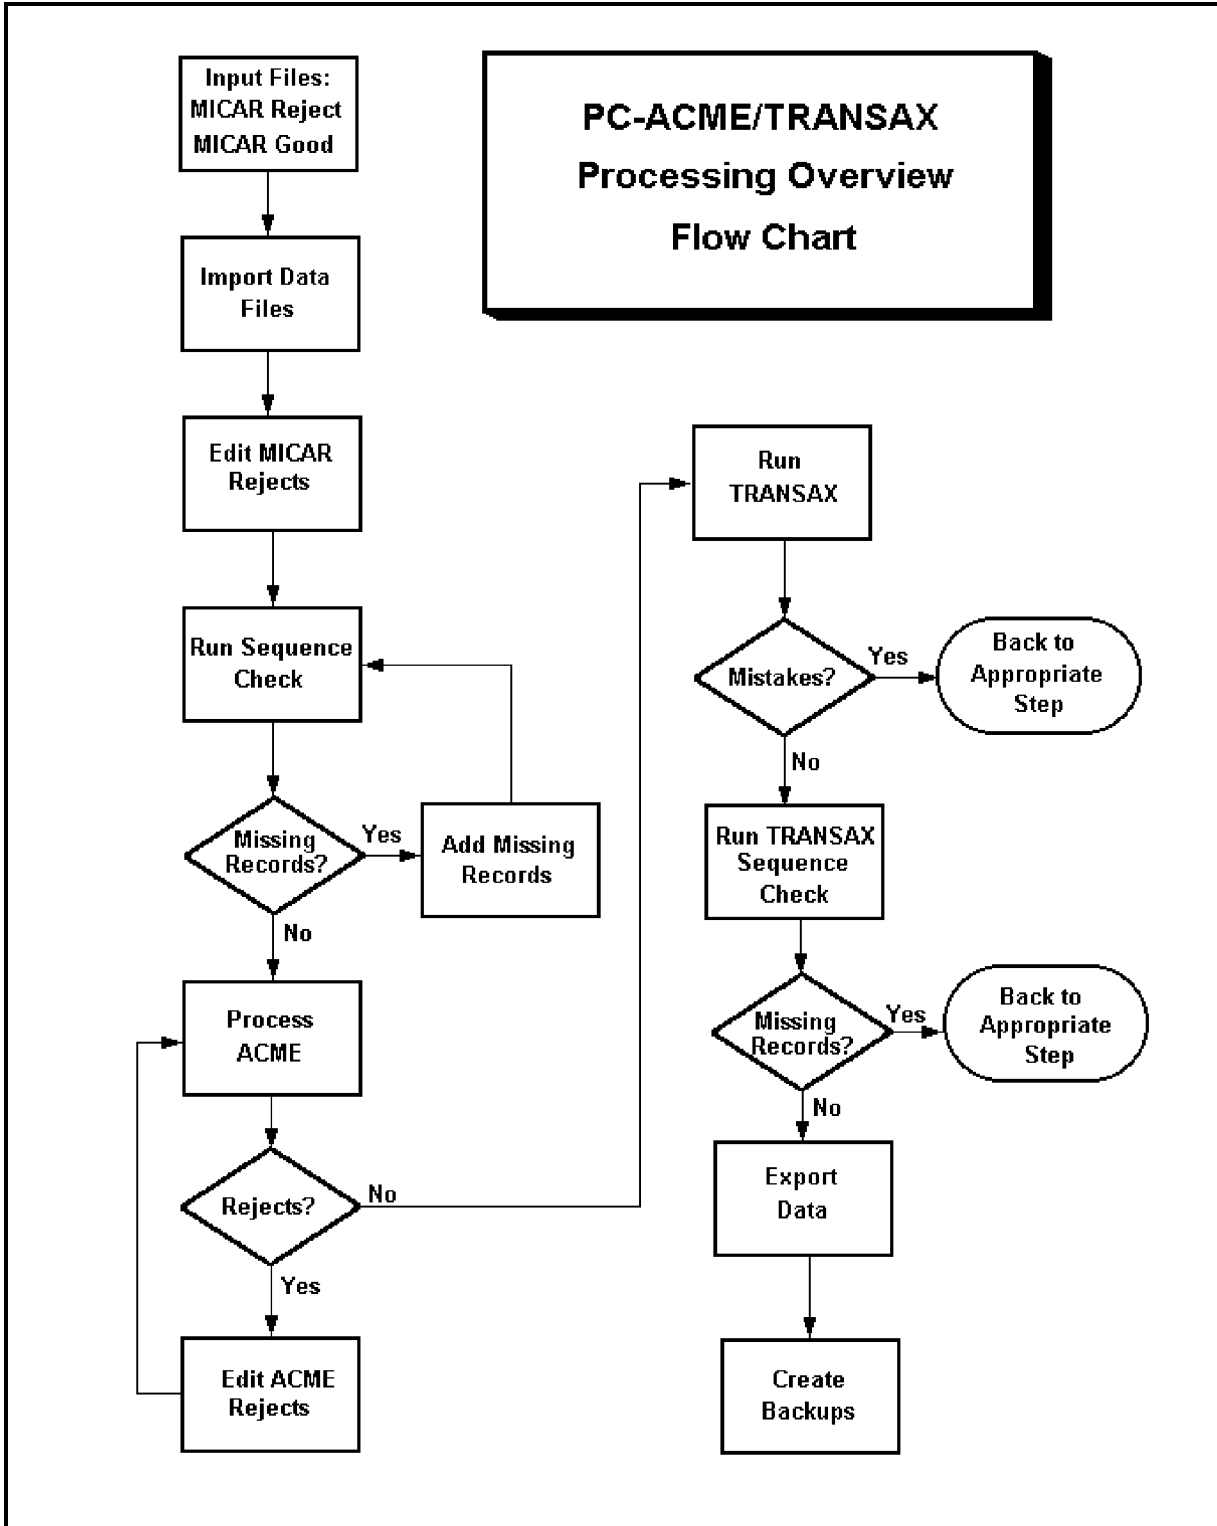 Input Files:
MICAR Reject
MICAR Good
PC-ACME/TRANSAX
Processing Overview
Flow Chart
Import Data
Files
Edit MICAR
Rejects
Run Sequence
Check
Missing
Records?
Yes
Add Missing
Records
No
Process
ACME
Rejects?
No
Yes
Edit ACME
Rejects
Run
TRANSAX
Mistakes?
Yes
Back to
Appropriate
Step
No
Run TRANSAX
Sequence
Check
Missing
Records?
Yes
Back to
Appropriate
Step
No
Export
Data
Create
Backups